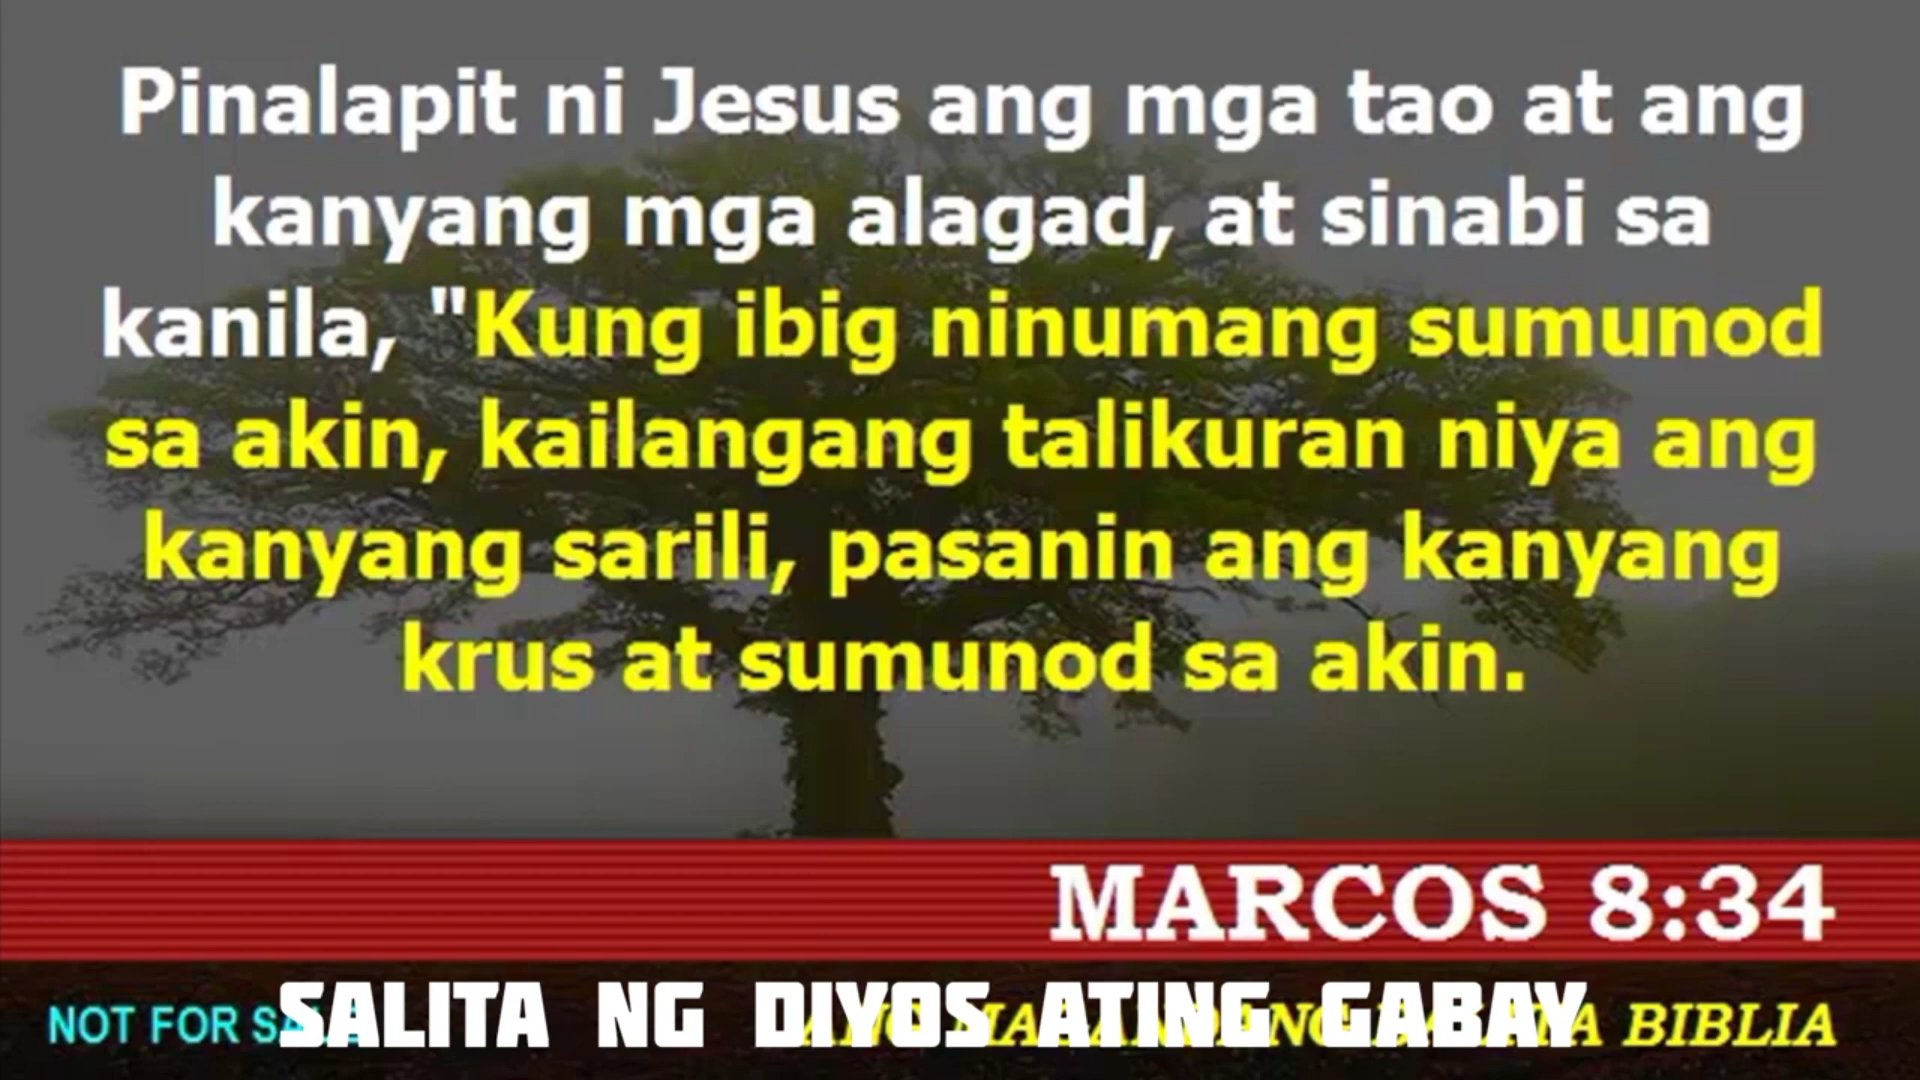 Pinalapit ni Jesus ang mga tao at ang
kanyang mga alagad, at sinabi sa
kanila, "Kung ibig ninumang sumunod
sa akin, kailangang talikuran niya ang
kanyang sarili, pasanin ang kanyang
krus at sumunod sa akin.
MARCOS 8:34
SALITA NG DIYOS ATING GABAY
NOT FOR
BIBLIA